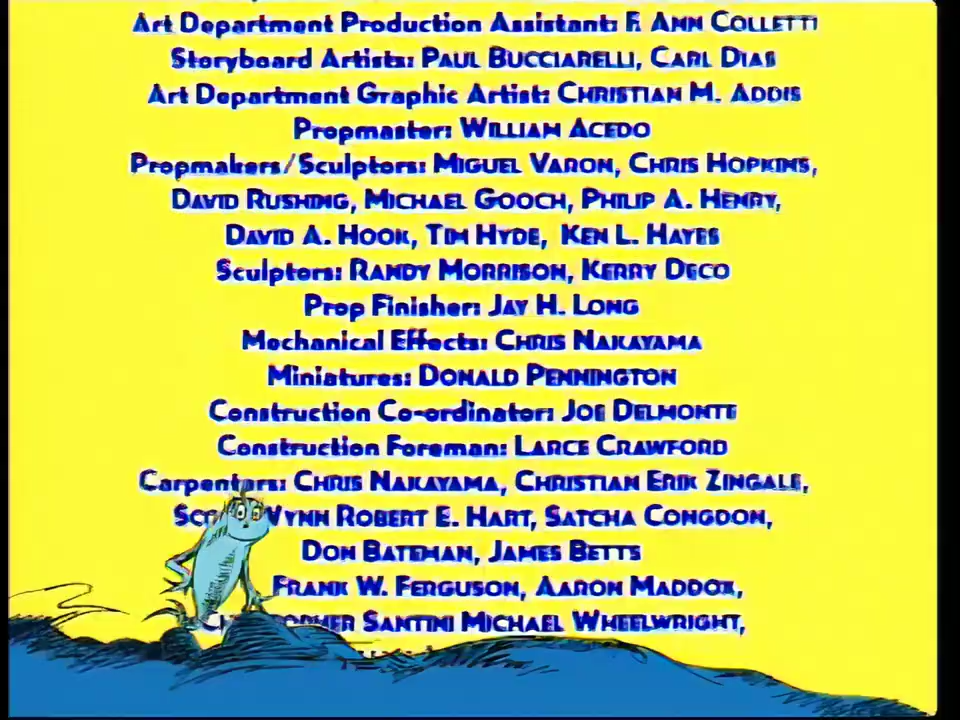 Art Department Production Assistant: F. ANN COLLETTI
Storyboard Artists: PAUL BUCCIARELLI, CARL DIAS
Art Department Graphic Artist: CHRISTIAN M. ADDIS
Propmaster: WILLIAM ACEDO
Propmakers/Sculptors: MIGUEL VARON, CHRIS HOPKINS,
DAVID RUSHING, MICHAEL GOOCH, PHILIP A. HENRY,
DAVID A. HOOK, TIM HYDE, KEN L. HAYES
Sculptors: RANDY MORRISON, KERRY DECO
Prop Finisher: JAY H. LONG
Mechanical Effects: CHRIS NAKAYAMA
Miniatures: DONALD PENNINGTON
Construction Co-ordinator: JOE DELMONTE
Construction Foreman: LARCE CRAWFORD
Carpenters: CHRIS NAKAYAMA, CHRISTIAN ERIK ZINGALE,
ROBERT E. HART, SATCHA CONGDON,
DON BATEMAN, JAMES BETTS
FRANK W. FERGUSON, AARON MADDOX,
SANTINI MICHAEL WHEELWRIGHT,